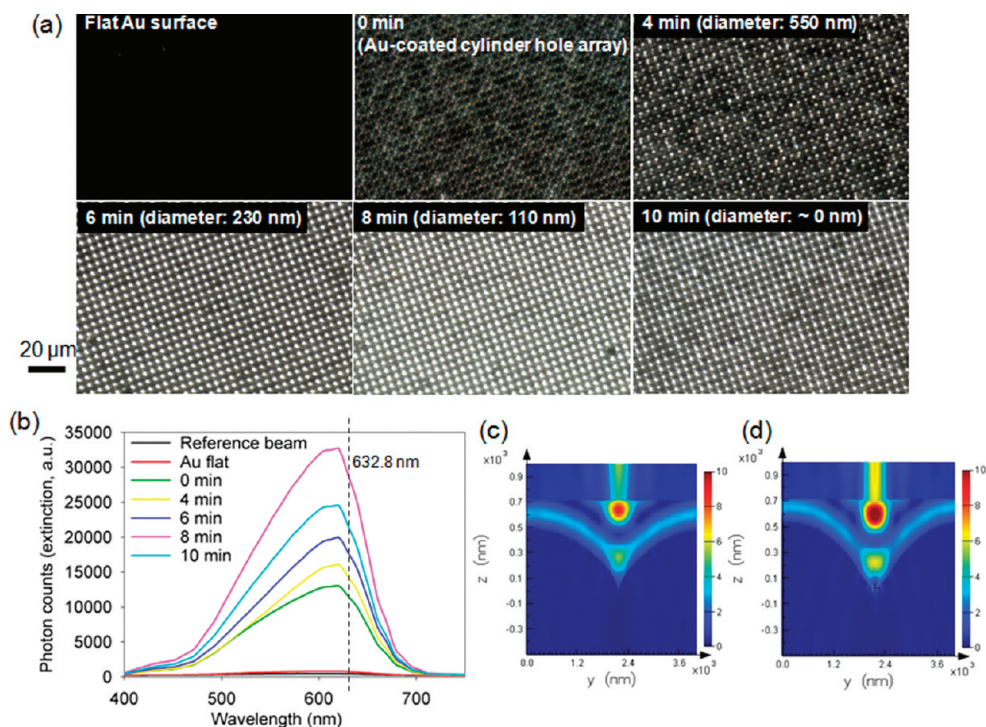 (a)
Flat Au surface
0 min
(Au-coated cylinder hole array)
4 min (diameter: 550 nm)
6 min (diameter: 230 nm)
8 min (diameter: 110 nm)
10 min (diameter: ~ 0 nm)
20 µm
(b)
Photon counts (extinction, a.u.)
35000
30000
25000
20000
15000
10000
5000
0
Reference beam
Au flat
0 min
4 min
6 min
8 min
10 min
632.8 nm
400
500
600
700
Wavelength (nm)
(c)
×10³
z (nm)
0.9
0.7
0.5
0.3
0.1
-0.1
-0.3
0.0
1.2
2.4
3.6
×10³
y (nm)
10
8
6
4
2
0
(d)
×10³
z (nm)
0.9
0.7
0.5
0.3
0.1
-0.1
-0.3
0.0
1.2
2.4
3.6
×10³
y (nm)
10
8
6
4
2
0